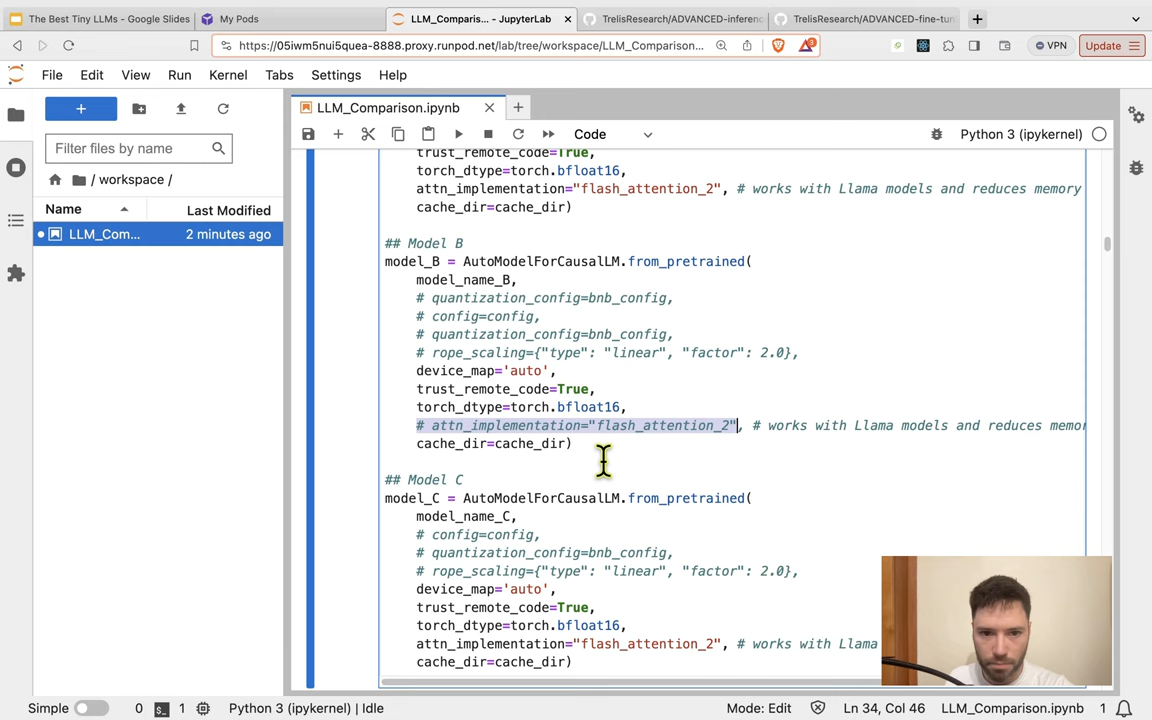 The Best Tiny LLMs - Google Slides
My Pods
LLM_Comparis... - JupyterLab
TrelisResearch/ADVANCED-inferenc
TrelisResearch/ADVANCED-fine-tun
https://05iwm5nui5quea-8888.proxy.runpod.net/lab/tree/workspace/LLM_Comparison...
1
VPN
Update
File Edit View Run Kernel Tabs Settings Help
LLM_Comparison.ipynb
Code
Python 3 (ipykernel)
Filter files by name
/ workspace /
Name
Last Modified
LLM_Com...
2 minutes ago
trust_remote_code=True,
torch_dtype=torch.bfloat16,
attn_implementation="flash_attention_2", # works with Llama models and reduces memory
cache_dir=cache_dir)
## Model B
model_B = AutoModelForCausalLM.from_pretrained(
model_name_B,
# quantization_config=bnb_config,
# config=config,
# quantization_config=bnb_config,
# rope_scaling={"type": "linear", "factor": 2.0},
device_map='auto',
trust_remote_code=True,
torch_dtype=torch.bfloat16,
# attn_implementation="flash_attention_2", # works with Llama models and reduces memor
cache_dir=cache_dir)
## Model C
model_C = AutoModelForCausalLM.from_pretrained(
model_name_C,
# config=config,
# quantization_config=bnb_config,
# rope_scaling={"type": "linear", "factor": 2.0},
device_map='auto',
trust_remote_code=True,
torch_dtype=torch.bfloat16,
attn_implementation="flash_attention_2", # works with Llama
cache_dir=cache_dir)
Simple
0
1
Python 3 (ipykernel) | Idle
Mode: Edit
Ln 34, Col 46
LLM_Comparison.ipynb
1